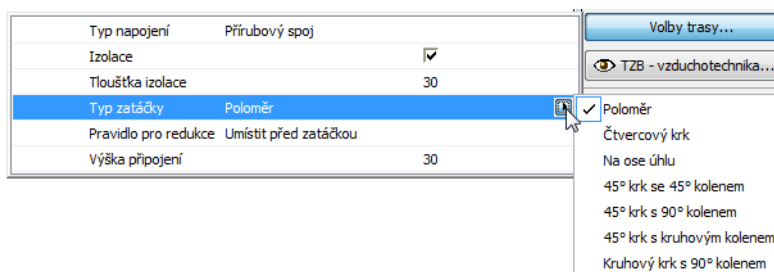 Typ napojení Přírubový spoj
Izolace
Tloušťka izolace 30
Typ zatáčky Poloměr
Pravidlo pro redukce Umístit před zatáčkou
Výška připojení 30
Volby trasy...
TZB - vzduchotechnika...
Poloměr
Čtvercový krk
Na ose úhlu
45° krk se 45° kolenem
45° krk s 90° kolenem
45° krk s kruhovým kolenem
Kruhový krk s 90° kolenem